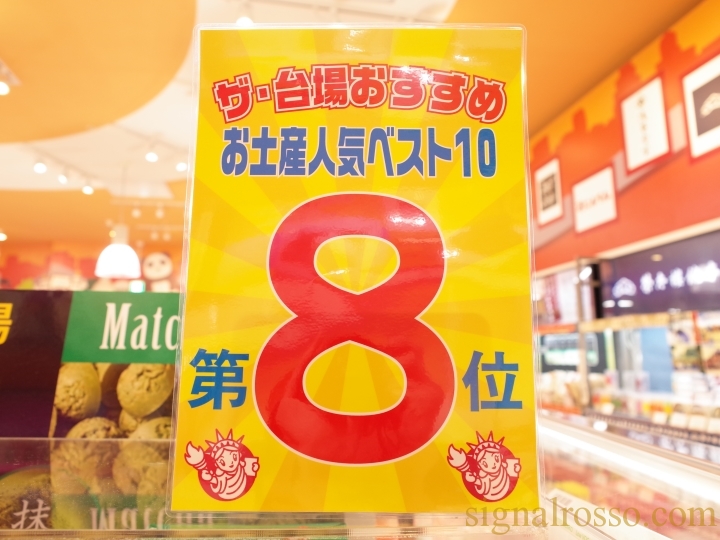 ザ・台場おすすめ
お土産人気ベスト10
第8位
Matc
抹
signalrosso.com